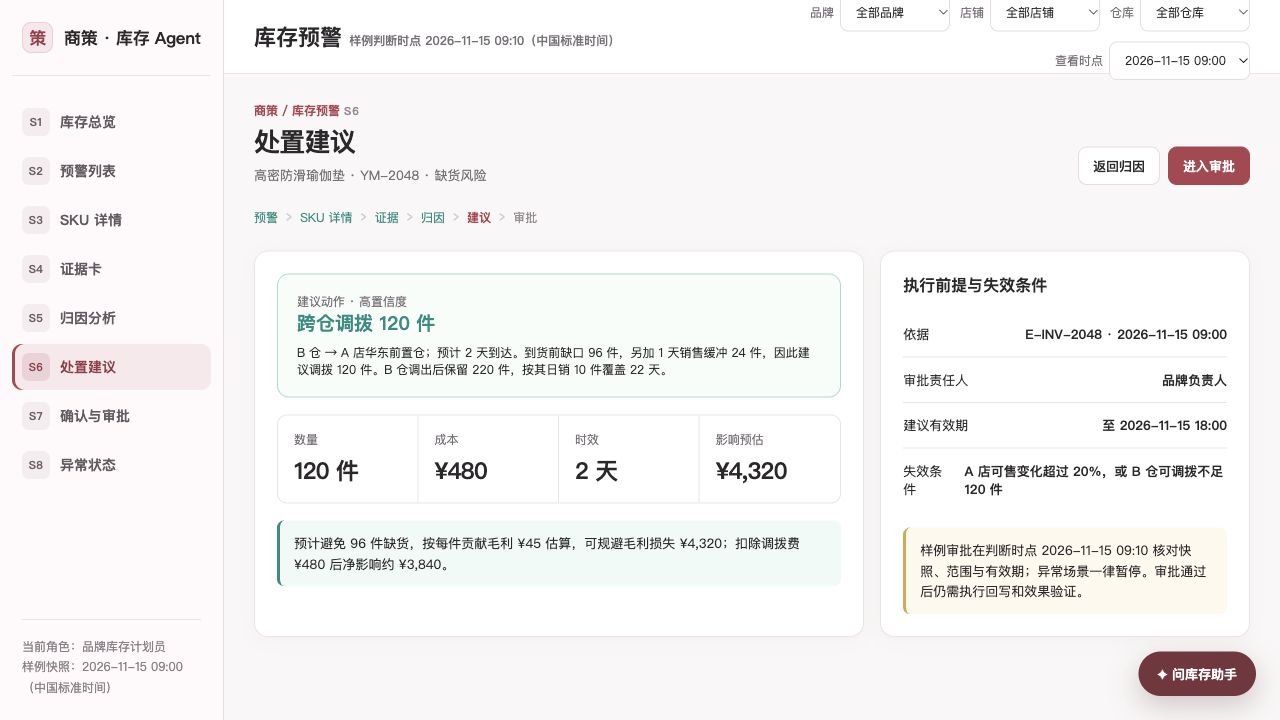 策 商策 · 库存 Agent
S1 库存总览
S2 预警列表
S3 SKU 详情
S4 证据卡
S5 归因分析
S6 处置建议
S7 确认与审批
S8 异常状态
当前角色：品牌库存计划员
样例快照：2026-11-15 09:00
（中国标准时间）
库存预警 样例判断时点 2026-11-15 09:10（中国标准时间）
品牌 全部品牌 店铺 全部店铺 仓库 全部仓库
查看时点 2026-11-15 09:00
商策 / 库存预警 S6
处置建议
高密防滑瑜伽垫 · YM-2048 · 缺货风险
返回归因 进入审批
预警 > SKU 详情 > 证据 > 归因 > 建议 > 审批
建议动作 · 高置信度
跨仓调拨 120 件
B 仓 → A 店华东前置仓；预计 2 天到达。到货前缺口 96 件，另加 1 天销售缓冲 24 件，因此建
议调拨 120 件。B 仓调出后保留 220 件，按其日销 10 件覆盖 22 天。
数量 成本 时效 影响预估
120 件 ¥480 2 天 ¥4,320
预计避免 96 件缺货，按每件贡献毛利 ¥45 估算，可规避毛利损失 ¥4,320；扣除调拨费
¥480 后净影响约 ¥3,840。
执行前提与失效条件
依据 E-INV-2048 · 2026-11-15 09:00
审批责任人 品牌负责人
建议有效期 至 2026-11-15 18:00
失效条件 A 店可售变化超过 20%，或 B 仓可调拨不足
120 件
样例审批在判断时点 2026-11-15 09:10 核对快
照、范围与有效期；异常场景一律暂停。审批通过
后仍需执行回写和效果验证。
✦ 问库存助手